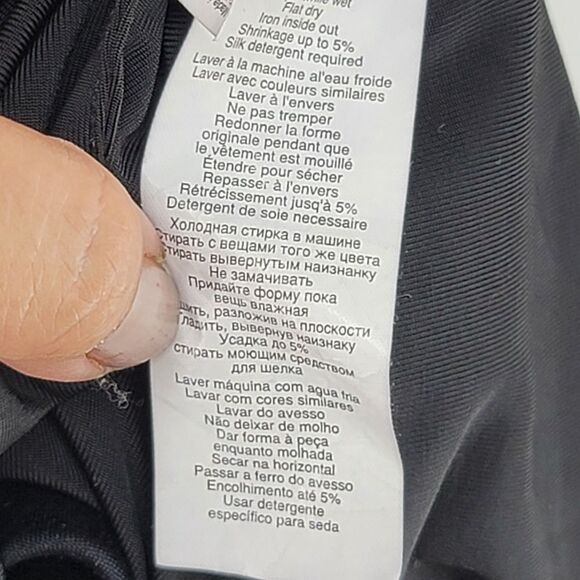 wet
Flat dry
Iron inside out
Shrinkage up to 5%
Silk detergent required
Laver à la machine al'eau froide
Laver avec couleurs similaires
Laver à l'envers
Ne pas tremper
Redonner la forme
originale pendant que
le vêtement est mouillé
Étendre pour sécher
Repasser à l'envers
Rétrécissement jusqu'à 5%
Detergent de soie necessaire
Холодная стирка в машине
стирать с вещами того же цвета
стирать вывернутым наизнанку
Не замачивать
Придайте форму пока
вещь влажная
разложив на плоскости
Гладить, вывернув наизнаку
Усадка до 5%
стирать моющим средством
для шелка
Laver máquina com agua fria
Lavar com cores similares
Lavar do avesso
Não deixar de molho
Dar forma à peça
enquanto molhada
Secar na horizontal
Passar a ferro do avesso
Encolhimento até 5%
Usar detergente
específico para seda